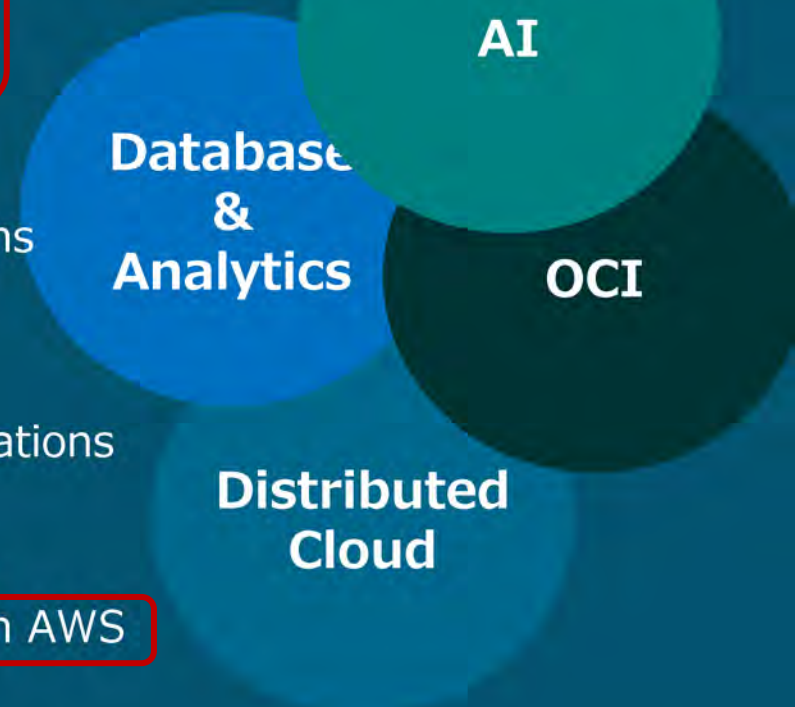 AI
Database
&
Analytics
ns
OCI
ations
Distributed
Cloud
n AWS